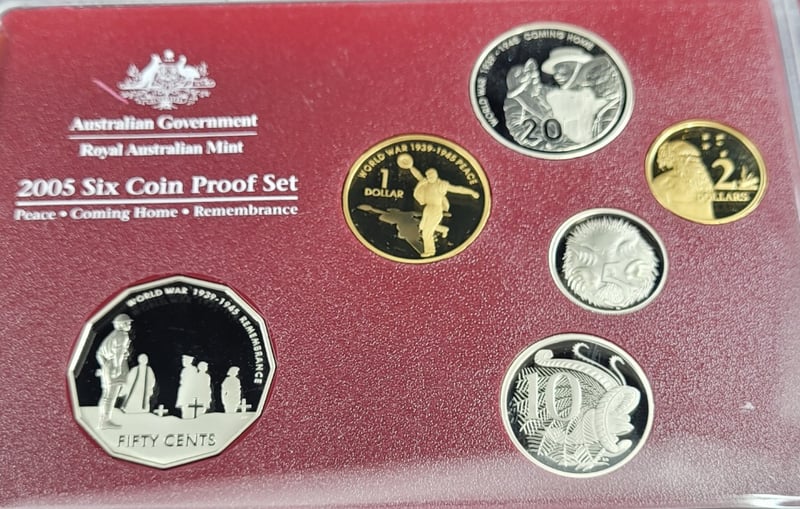 Australian Government
Royal Australian Mint
2005 Six Coin Proof Set
Peace • Coming Home • Remembrance
WORLD WAR 1939-1945 COMING HOME
20
WORLD WAR 1939-1945 PEACE
1
DOLLAR
2
DOLLARS
WORLD WAR 1939-1945 REMEMBRANCE
FIFTY CENTS
10